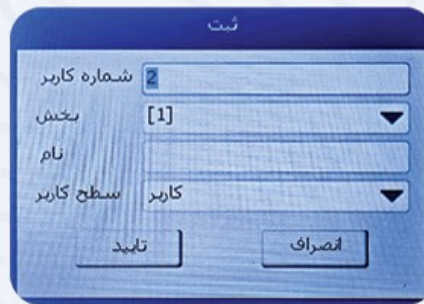 ثبت
شماره کاربر 2
بخش [1]
نام
سطح کاربر کاربر
تایید انصراف